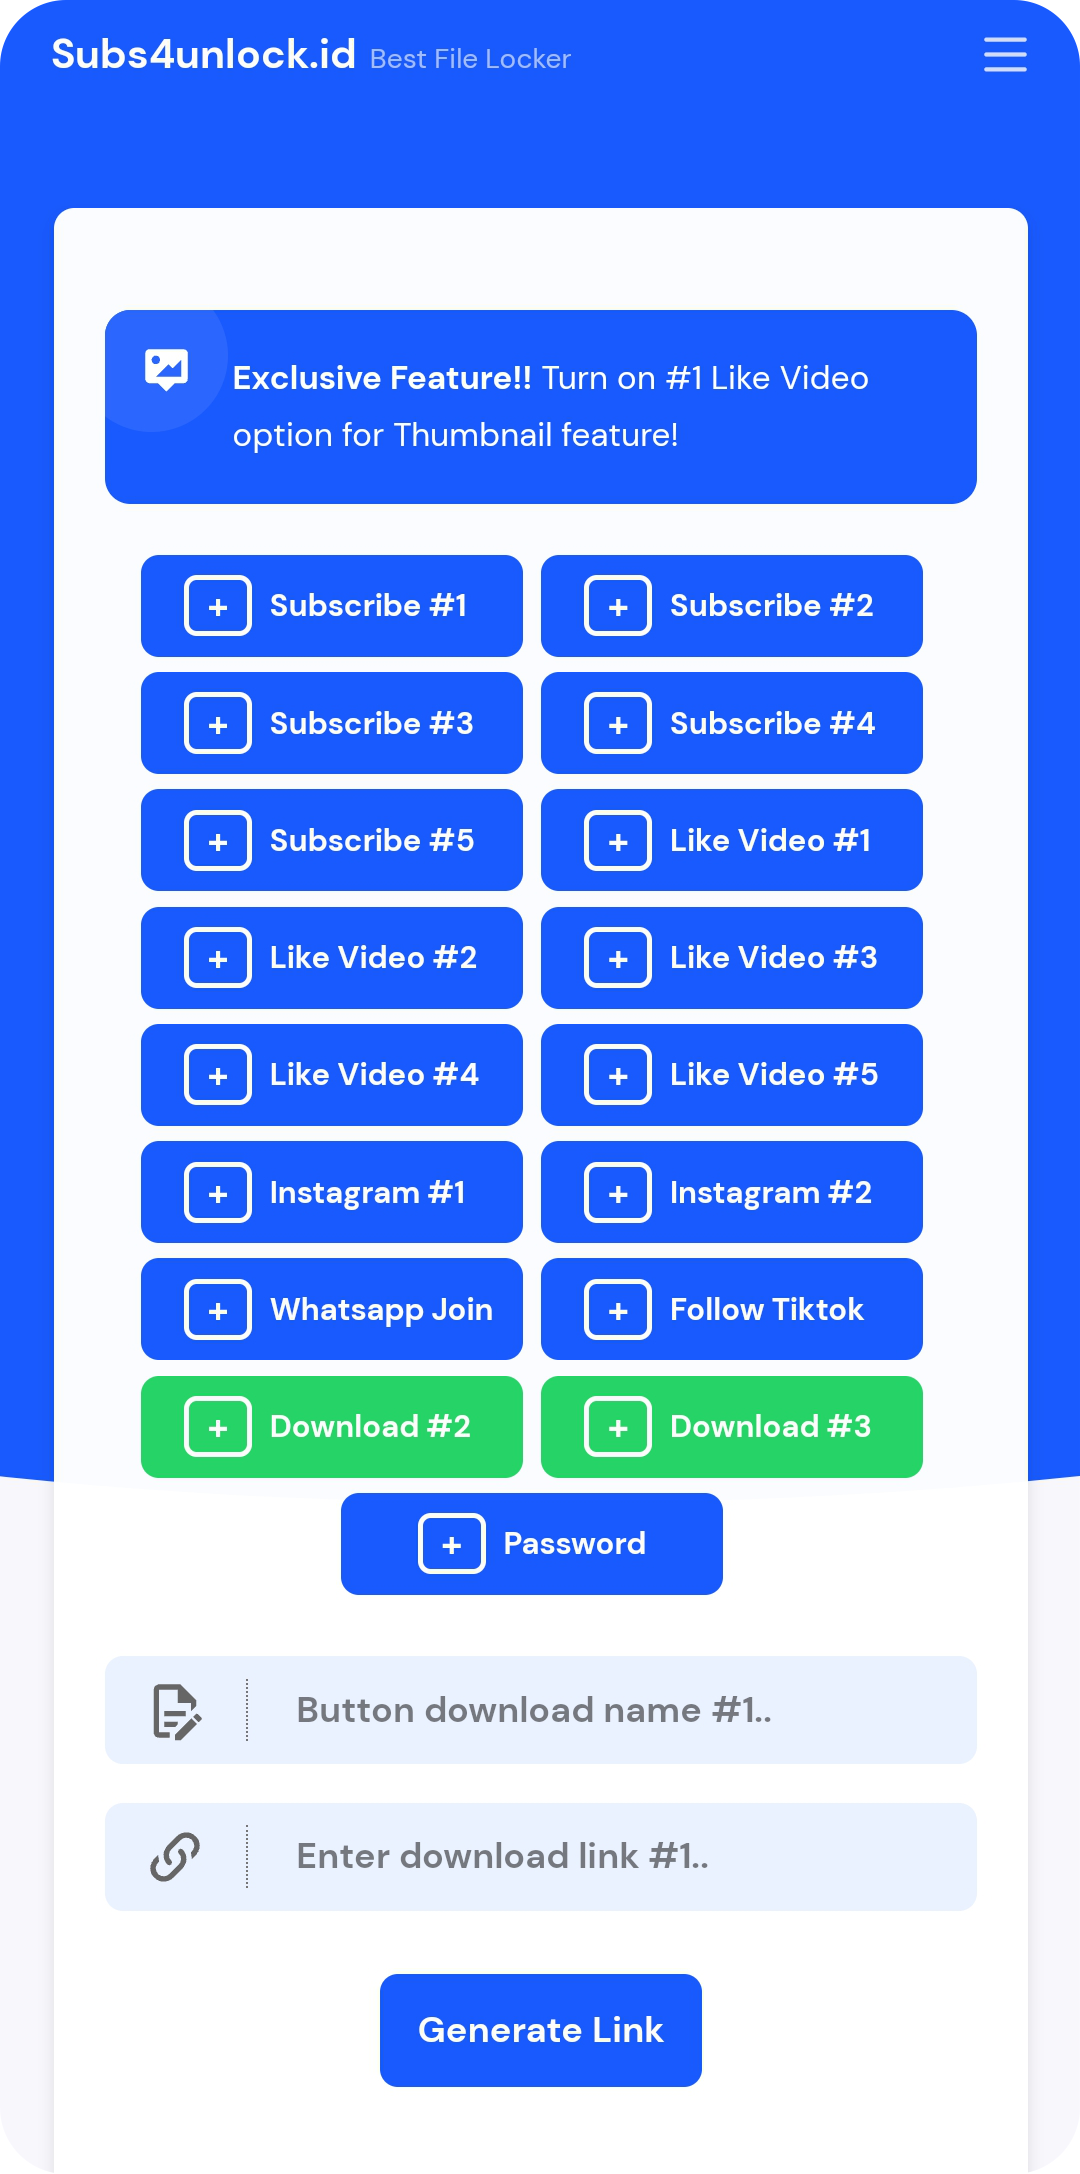 Subs4unlock.id Best File Locker
Exclusive Feature!! Turn on #1 Like Video
option for Thumbnail feature!
+ Subscribe #1
+ Subscribe #2
+ Subscribe #3
+ Subscribe #4
+ Subscribe #5
+ Like Video #1
+ Like Video #2
+ Like Video #3
+ Like Video #4
+ Like Video #5
+ Instagram #1
+ Instagram #2
+ Whatsapp Join
+ Follow Tiktok
+ Download #2
+ Download #3
+ Password
Button download name #1..
Enter download link #1..
Generate Link